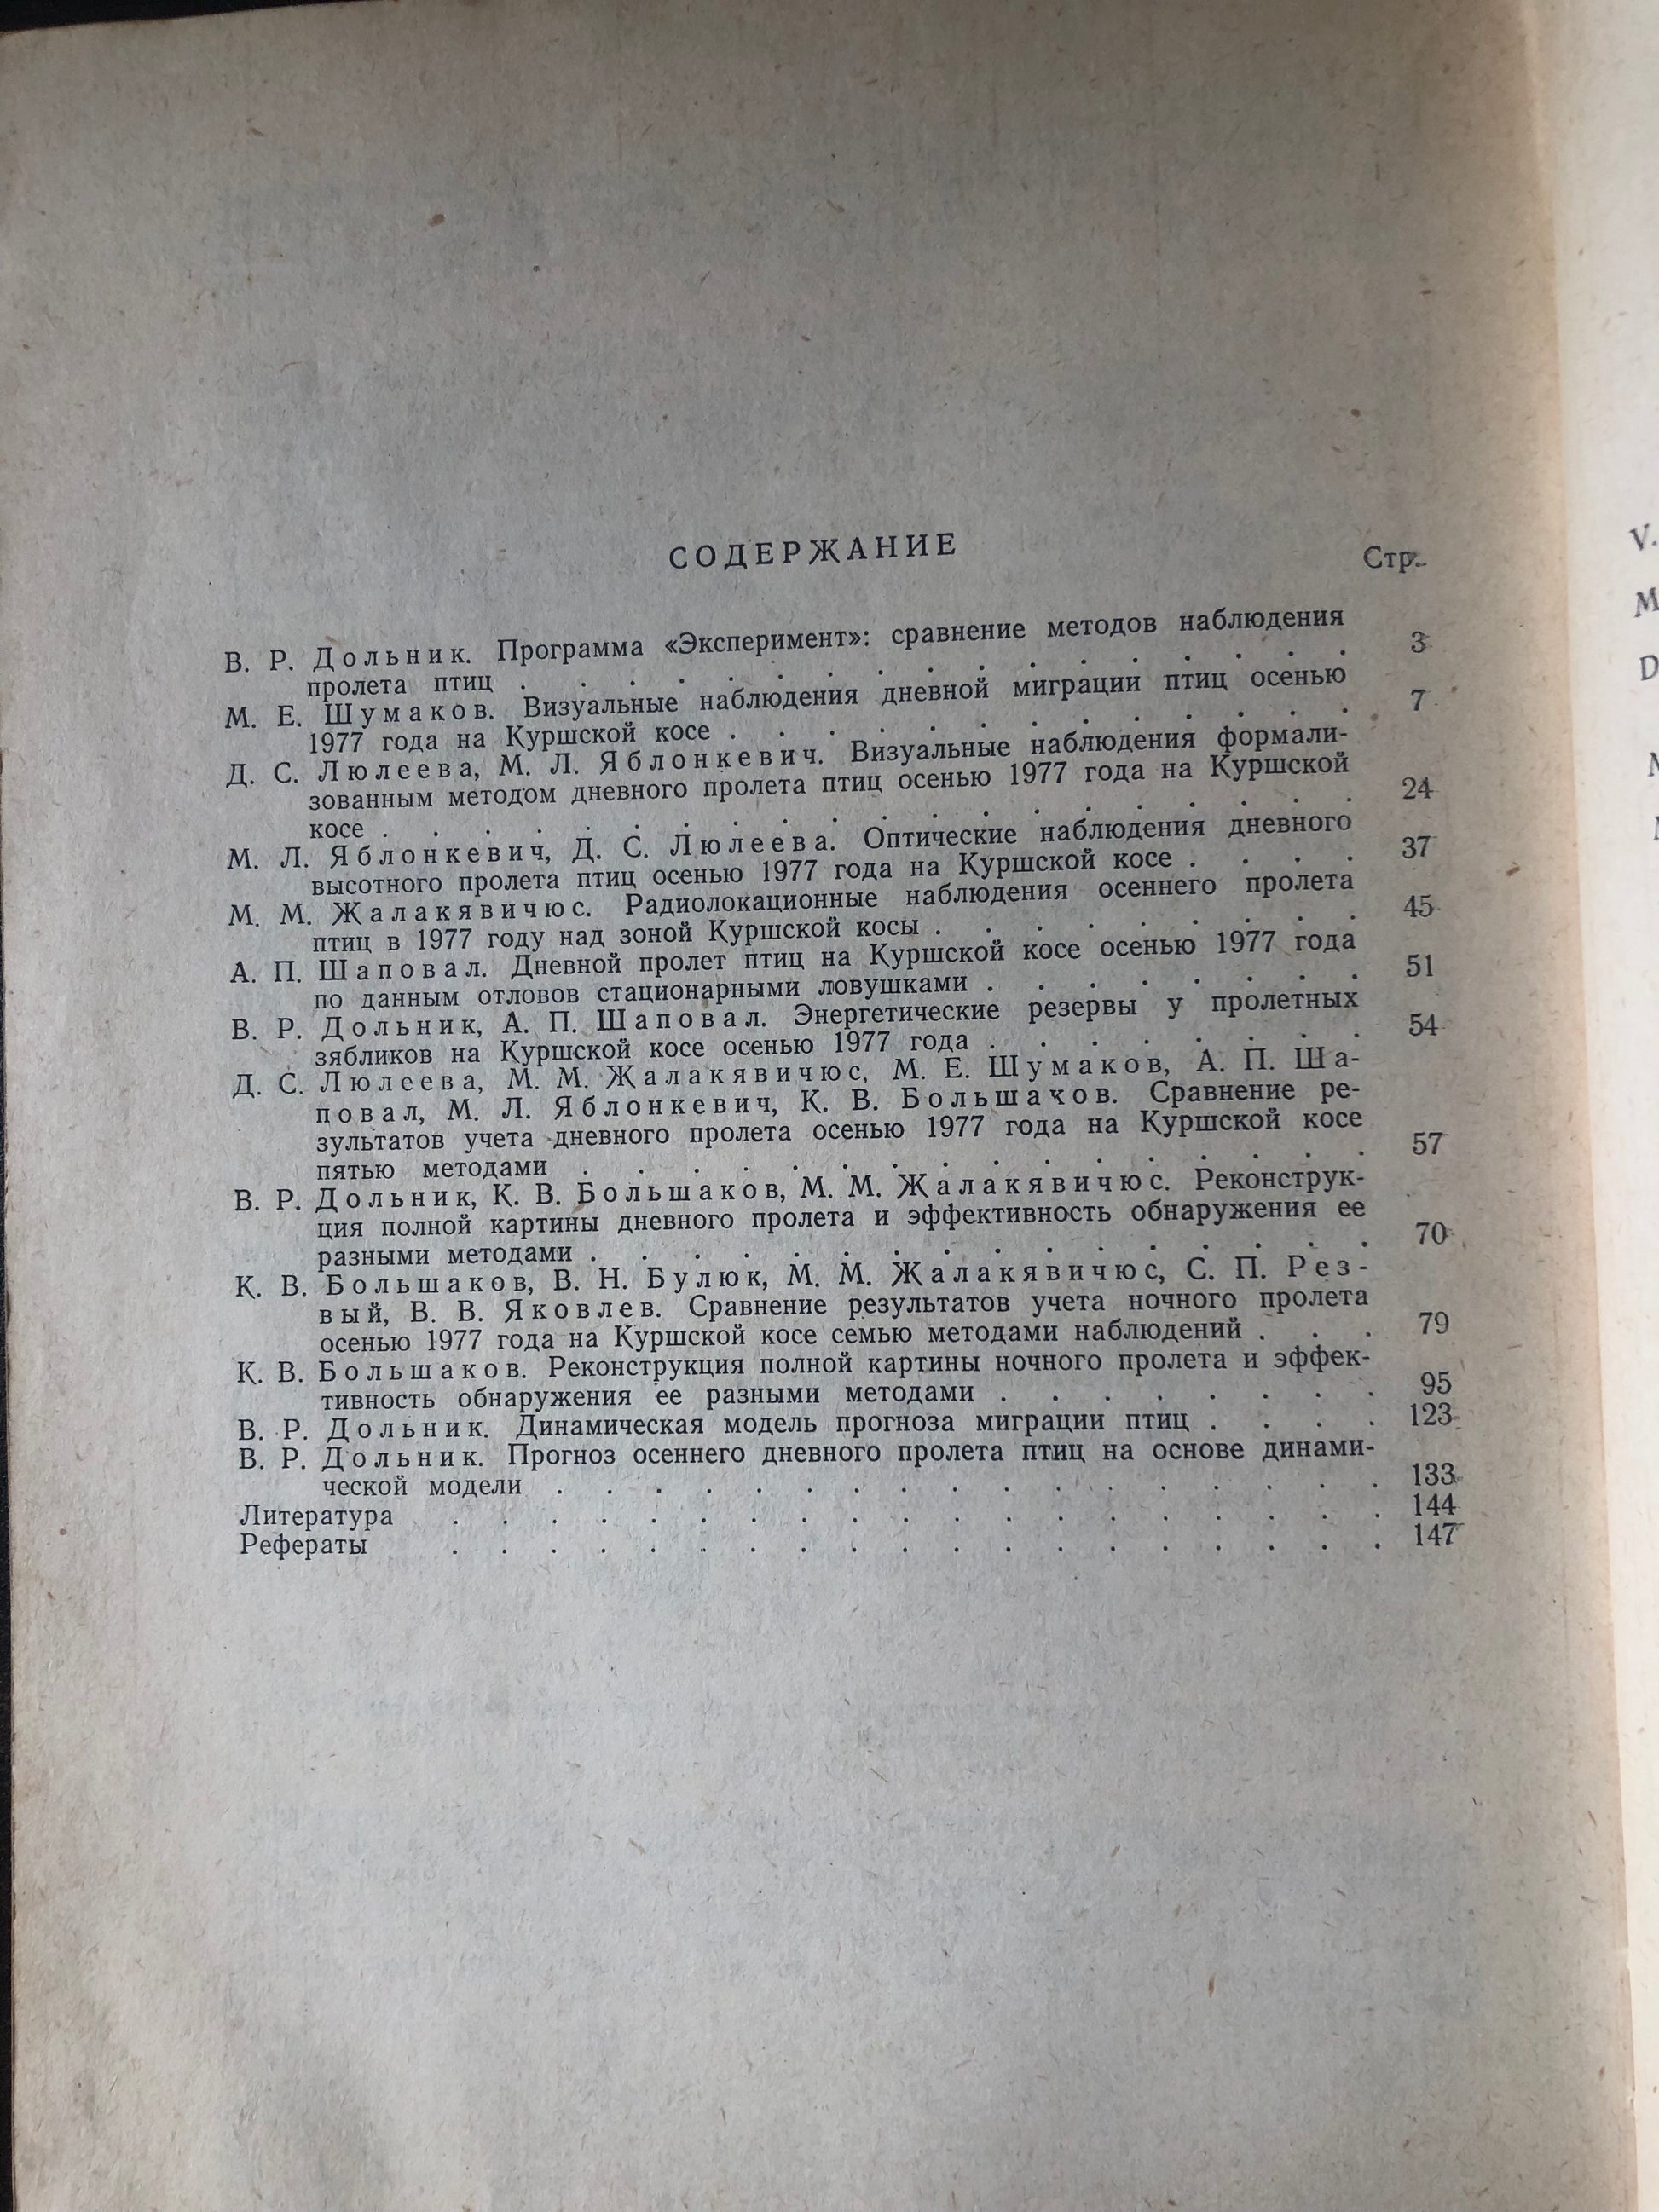 СОДЕРЖАНИЕ
Стр.
В. Р. Дольник. Программа «Эксперимент»: сравнение методов наблюдения
пролета птиц . . . . . . . . . . . . . . . . . 3
М. Е. Шумаков. Визуальные наблюдения дневной миграции птиц осенью
1977 года на Куршской косе . . . . . . . . . . . . . 7
Д. С. Люлеева, М. Л. Яблонкевич. Визуальные наблюдения формали-
зованным методом дневного пролета птиц осенью 1977 года на Куршской
косе . . . . . . . . . . . . . . . . . . . . 24
М. Л. Яблонкевич, Д. С. Люлеева. Оптические наблюдения дневного
высотного пролета птиц осенью 1977 года на Куршской косе . . . . 37
М. М. Жалакявичюс. Радиолокационные наблюдения осеннего пролета
птиц в 1977 году над зоной Куршской косы . . . . . . . . . 45
А. П. Шаповал. Дневной пролет птиц на Куршской косе осенью 1977 года
по данным отловов стационарными ловушками . . . . . . . . 51
В. Р. Дольник, А. П. Шаповал. Энергетические резервы у пролетных
зябликов на Куршской косе осенью 1977 года . . . . . . . . 54
Д. С. Люлеева, М. М. Жалакявичюс, М. Е. Шумаков, А. П. Ша-
повал, М. Л. Яблонкевич, К. В. Большаков. Сравнение ре-
зультатов учета дневного пролета осенью 1977 года на Куршской косе
пятью методами . . . . . . . . . . . . . . . . 57
В. Р. Дольник, К. В. Большаков, М. М. Жалакявичюс. Реконструк-
ция полной картины дневного пролета и эффективность обнаружения ее
разными методами . . . . . . . . . . . . . . . . 70
К. В. Большаков, В. Н. Булюк, М. М. Жалакявичюс, С. П. Рез-
вый, В. В. Яковлев. Сравнение результатов учета ночного пролета
осенью 1977 года на Куршской косе семью методами наблюдений . . . 79
К. В. Большаков. Реконструкция полной картины ночного пролета и эффек-
тивность обнаружения ее разными методами . . . . . . . . 95
В. Р. Дольник. Динамическая модель прогноза миграции птиц . . . . 123
В. Р. Дольник. Прогноз осеннего дневного пролета птиц на основе динами-
ческой модели . . . . . . . . . . . . . . . . . 133
Литература . . . . . . . . . . . . . . . . . . . 144
Рефераты . . . . . . . . . . . . . . . . . . . 147